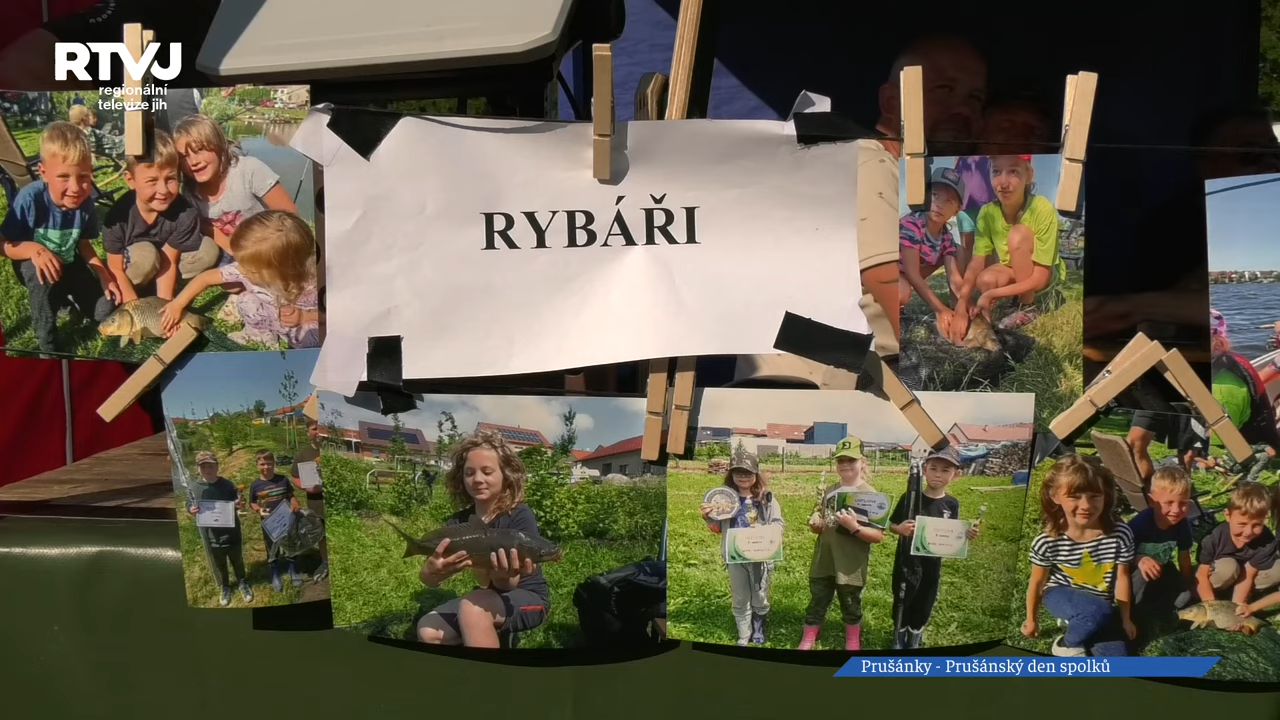 RTVJ
regionální
televize jih
RYBÁŘI
Prušánky - Prušánský den spolků